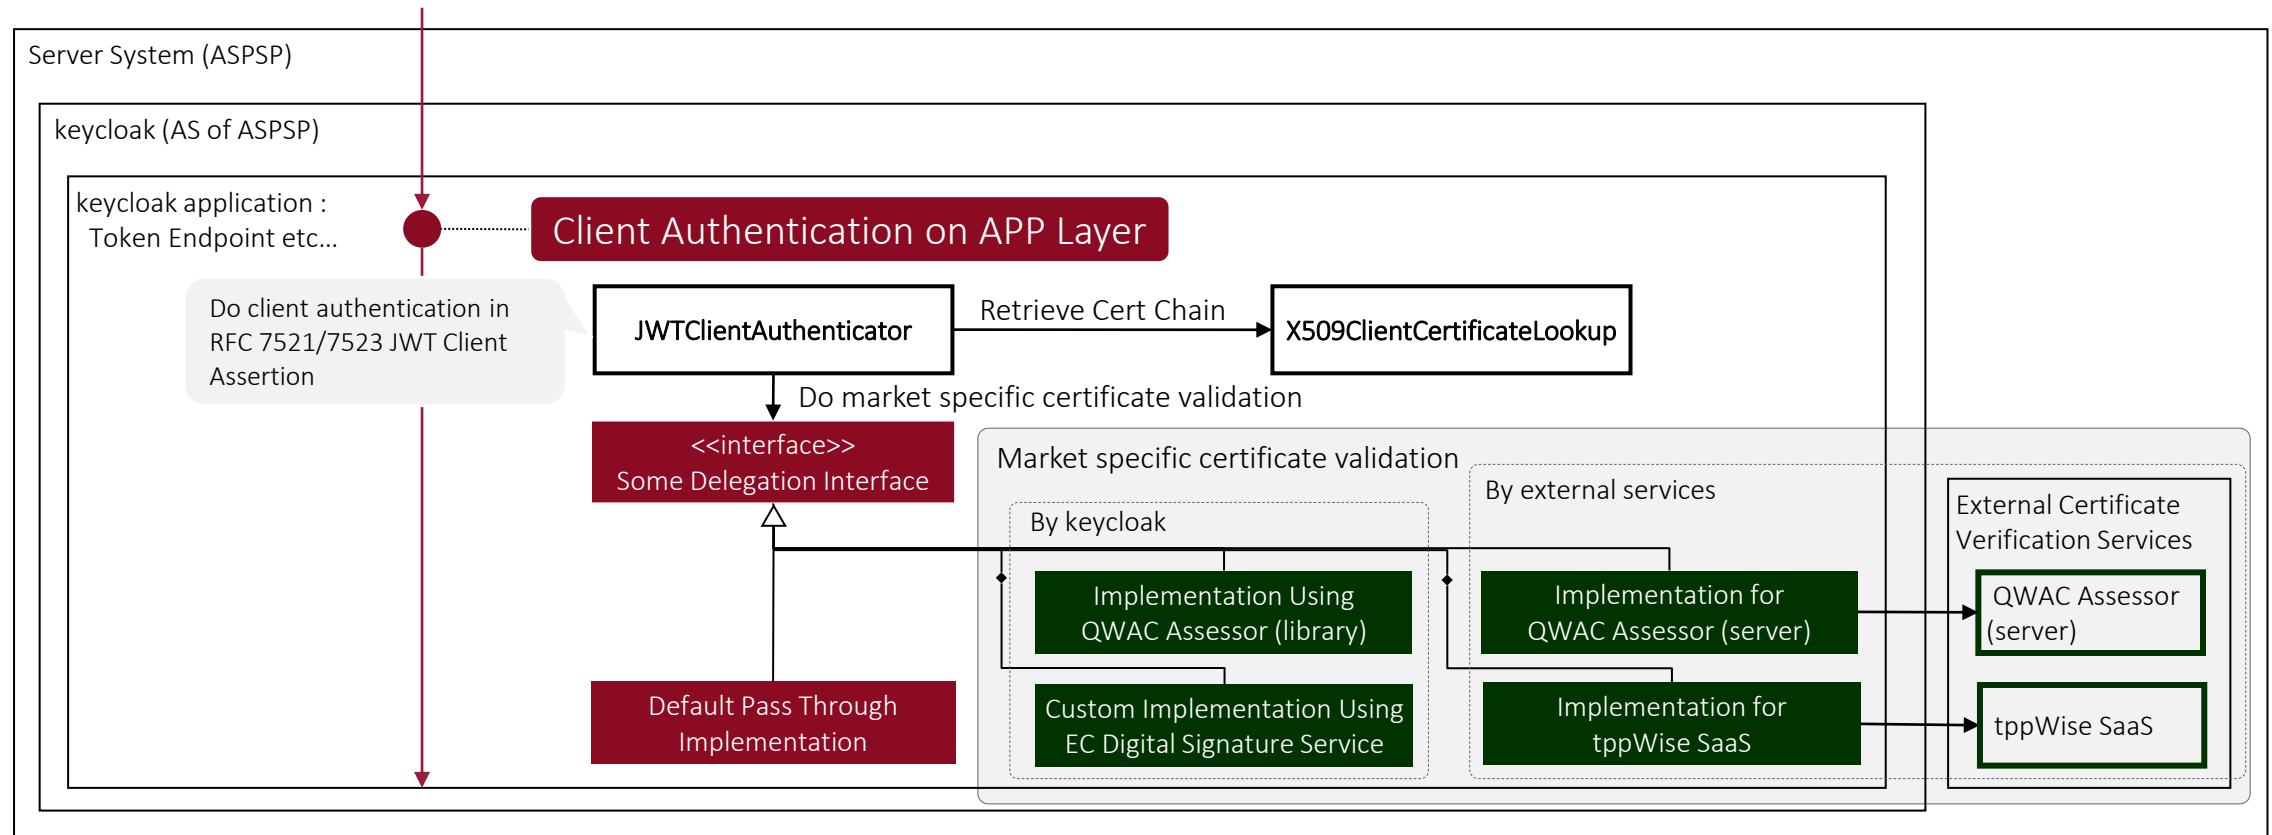 Server System (ASPSP)
keycloak (AS of ASPSP)
keycloak application :
Token Endpoint etc...
Client Authentication on APP Layer
Do client authentication in
RFC 7521/7523 JWT Client
Assertion
JWTClientAuthenticator
Retrieve Cert Chain
X509ClientCertificateLookup
Do market specific certificate validation
<<interface>>
Some Delegation Interface
Market specific certificate validation
By keycloak
By external services
External Certificate
Verification Services
Implementation Using
QWAC Assessor (library)
Implementation for
QWAC Assessor (server)
QWAC Assessor
(server)
Default Pass Through
Implementation
Custom Implementation Using
EC Digital Signature Service
Implementation for
tppWise SaaS
tppWise SaaS